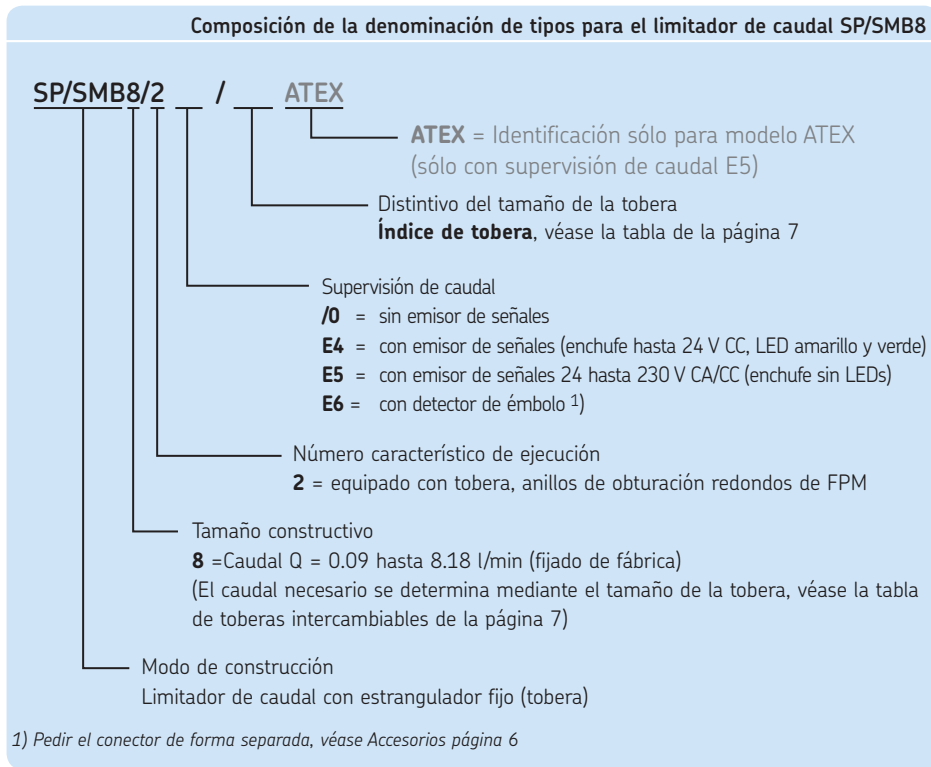 Composición de la denominación de tipos para el limitador de caudal SP/SMB8
SP/SMB8/2 __ / __ ATEX
ATEX = Identificación sólo para modelo ATEX
(sólo con supervisión de caudal E5)
Distintivo del tamaño de la tobera
Índice de tobera, véase la tabla de la página 7
Supervisión de caudal
/0 = sin emisor de señales
E4 = con emisor de señales (enchufe hasta 24 V CC, LED amarillo y verde)
E5 = con emisor de señales 24 hasta 230 V CA/CC (enchufe sin LEDs)
E6 = con detector de émbolo 1)
Número característico de ejecución
2 = equipado con tobera, anillos de obturación redondos de FPM
Tamaño constructivo
8 =Caudal Q = 0.09 hasta 8.18 l/min (fijado de fábrica)
(El caudal necesario se determina mediante el tamaño de la tobera, véase la tabla
de toberas intercambiables de la página 7)
Modo de construcción
Limitador de caudal con estrangulador fijo (tobera)
1) Pedir el conector de forma separada, véase Accesorios página 6